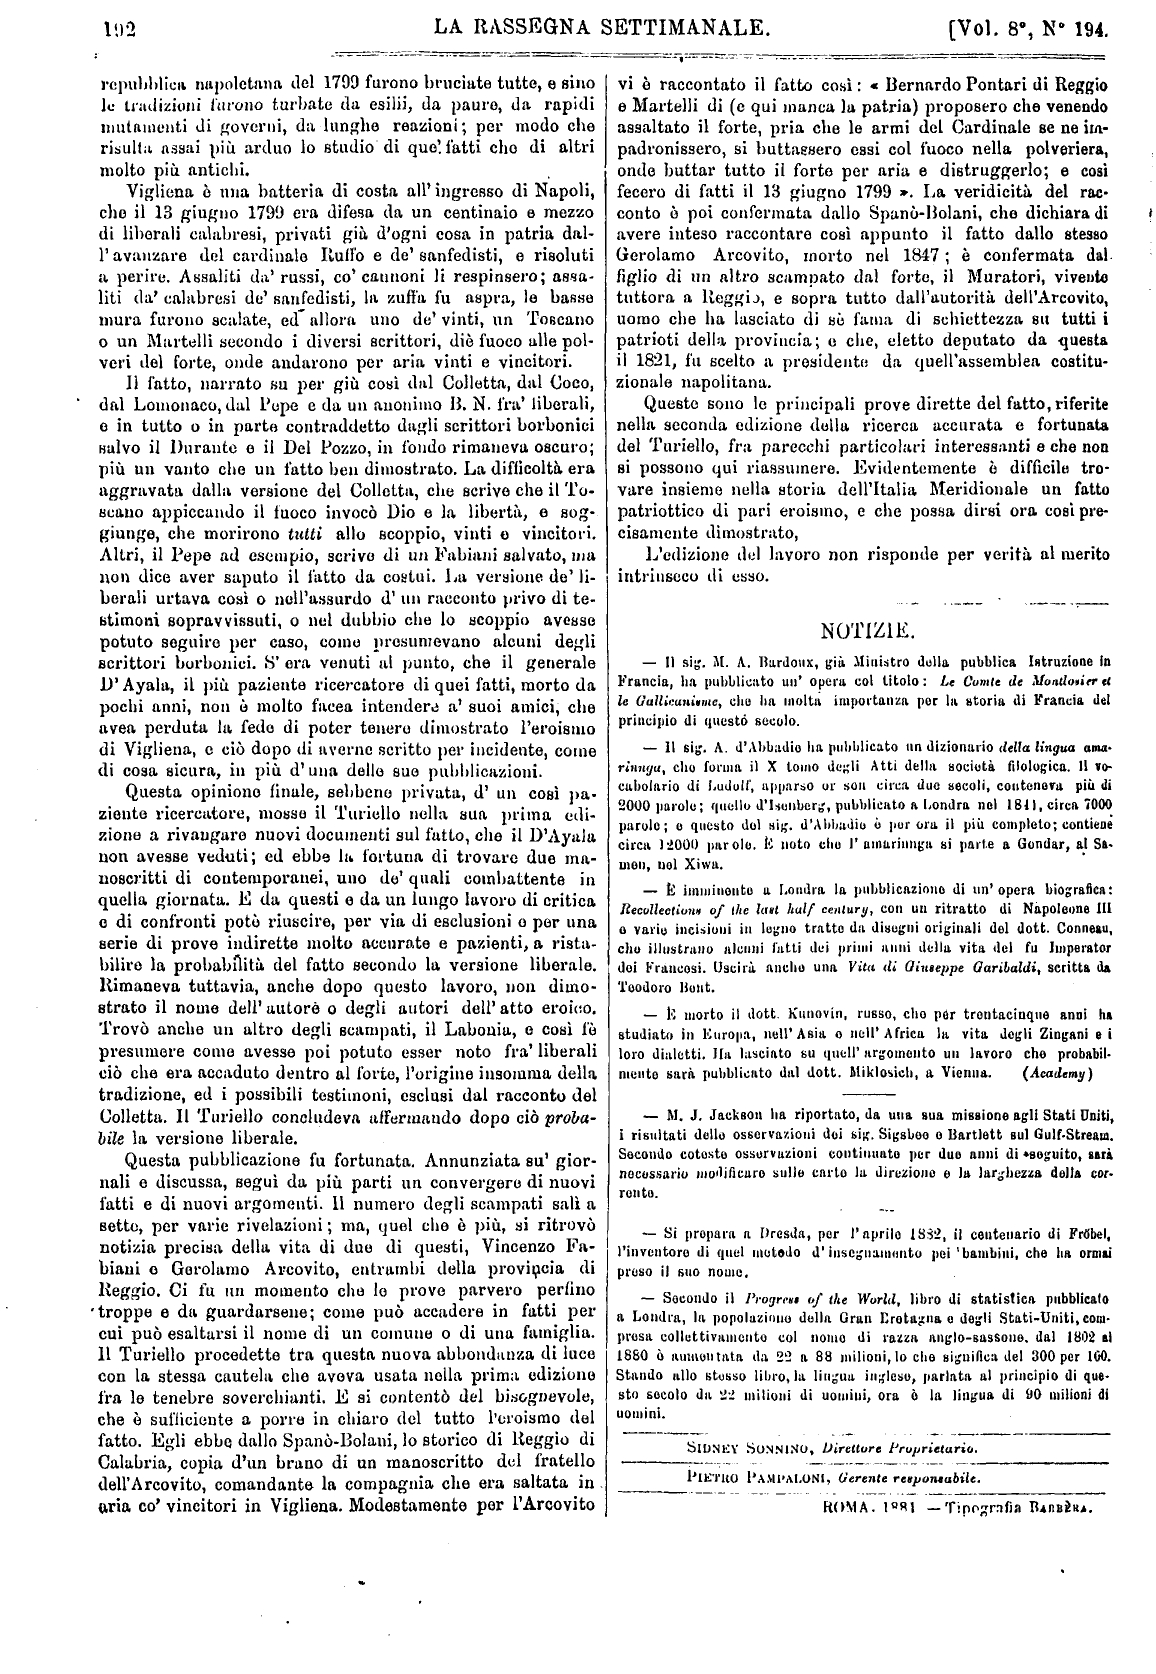 192
LA RASSEGNA SETTIMANALE.
[Vol. 8°, N° 194.
repubblica napoletana del 1799 furono bruciate tutte, e sino
le tradizioni furono turbate da esilii, da paure, da rapidi
mutamenti di governi, da lunghe reazioni; per modo che
risulta assai più arduo lo studio di que' fatti che di altri
molto più antichi.
Vigliena è una batteria di costa all' ingresso di Napoli,
che il 13 giugno 1799 era difesa da un centinaio e mezzo
di liberali calabresi, privati già d'ogni cosa in patria dal-
l' avanzare del cardinale Ruffo e de' sanfedisti, e risoluti
a perire. Assaliti da' russi, co' cannoni li respinsero; assa-
liti da' calabresi de' sanfedisti, la zuffa fu aspra, le basse
mura furono scalate, ed allora uno de' vinti, un Toscano
o un Martelli secondo i diversi scrittori, diè fuoco alle pol-
veri del forte, onde andarono per aria vinti e vincitori.
Il fatto, narrato su per giù così dal Colletta, dal Coco,
dal Lomonaco, dal Pepe e da un anonimo B. N. fra' liberali,
e in tutto o in parte contraddetto dagli scrittori borbonici
salvo il Durante e il Del Pozzo, in fondo rimaneva oscuro;
più un vanto che un fatto ben dimostrato. La difficoltà era
aggravata dalla versione del Colletta, che scrive che il To-
scano appiccando il fuoco invocò Dio e la libertà, e sog-
giunge, che morirono tutti allo scoppio, vinti e vincitori.
Altri, il Pepe ad esempio, scrive di un Fabiani salvato, ma
non dice aver saputo il fatto da costui. La versione de' li-
berali urtava così o nell'assurdo d' un racconto privo di te-
stimoni sopravvissuti, o nel dubbio che lo scoppio avesse
potuto seguire per caso, come presumevano alcuni degli
scrittori borbonici. S' era venuti al punto, che il generale
D' Ayala, il più paziente ricercatore di quei fatti, morto da
pochi anni, non è molto facea intendere a' suoi amici, che
avea perduta la fede di poter tenere dimostrato l'eroismo
di Vigliena, e ciò dopo di averne scritto per incidente, come
di cosa sicura, in più d' una delle sue pubblicazioni.
Questa opinione finale, sebbene privata, d' un così pa-
ziente ricercatore, mosse il Turiello nella sua prima edi-
zione a rivangare nuovi documenti sul fatto, che il D'Ayala
non avesse veduti; ed ebbe la fortuna di trovare due ma-
noscritti di contemporanei, uno de' quali combattente in
quella giornata. E da questi e da un lungo lavoro di critica
e di confronti potè riuscire, per via di esclusioni e per una
serie di prove indirette molto accurate e pazienti, a rista-
bilire la probabilità del fatto secondo la versione liberale.
Rimaneva tuttavia, anche dopo questo lavoro, non dimo-
strato il nome dell' autore o degli autori dell' atto eroico.
Trovò anche un altro degli scampati, il Labonia, e così fè
presumere come avesse poi potuto esser noto fra' liberali
ciò che era accaduto dentro al forte, l'origine insomma della
tradizione, ed i possibili testimoni, esclusi dal racconto del
Colletta. Il Turiello concludeva affermando dopo ciò proba-
bile la versione liberale.
Questa pubblicazione fu fortunata. Annunziata su' gior-
nali e discussa, seguì da più parti un convergere di nuovi
fatti e di nuovi argomenti. Il numero degli scampati salì a
sette, per varie rivelazioni; ma, quel che è più, si ritrovò
notizia precisa della vita di due di questi, Vincenzo Fa-
biani e Gerolamo Arcovito, entrambi della provincia di
Reggio. Ci fu un momento che le prove parvero perfino
troppe e da guardarsene; come può accadere in fatti per
cui può esaltarsi il nome di un comune o di una famiglia.
Il Turiello procedette tra questa nuova abbondanza di luce
con la stessa cautela che aveva usata nella prima edizione
fra le tenebre soverchianti. E si contentò del bisognevole,
che è sufficiente a porre in chiaro del tutto l'eroismo del
fatto. Egli ebbe dallo Spanò-Bolani, lo storico di Reggio di
Calabria, copia d'un brano di un manoscritto del fratello
dell'Arcovito, comandante la compagnia che era saltata in
aria co' vincitori in Vigliena. Modestamente per l'Arcovito
vi è raccontato il fatto così: « Bernardo Pontari di Reggio
e Martelli di (e qui manca la patria) proposero che venendo
assaltato il forte, pria che le armi del Cardinale se ne im-
padronissero, si buttassero essi col fuoco nella polveriera,
onde buttar tutto il forte per aria e distruggerlo; e così
fecero di fatti il 13 giugno 1799 ». La veridicità del rac-
conto è poi confermata dallo Spanò-Bolani, che dichiara di
avere inteso raccontare così appunto il fatto dallo stesso
Gerolamo Arcovito, morto nel 1847; è confermata dal
figlio di un altro scampato dal forte, il Muratori, vivente
tuttora a Reggio, e sopra tutto dall'autorità dell'Arcovito,
uomo che ha lasciato di sè fama di schiettezza su tutti i
patrioti della provincia; e che, eletto deputato da questa
il 1821, fu scelto a presidente da quell'assemblea costitu-
zionale napolitana.
Queste sono le principali prove dirette del fatto, riferite
nella seconda edizione della ricerca accurata e fortunata
del Turiello, fra parecchi particolari interessanti e che non
si possono qui riassumere. Evidentemente è difficile tro-
vare insieme nella storia dell'Italia Meridionale un fatto
patriottico di pari eroismo, e che possa dirsi ora così pre-
cisamente dimostrato,
L'edizione del lavoro non risponde per verità al merito
intrinseco di esso.
NOTIZIE.
— Il sig. M. A. Bardoux, già Ministro della pubblica Istruzione in
Francia, ha pubblicato un' opera col titolo: Le Comte de Montlosier et
le Gallicanisme, che ha molta importanza per la storia di Francia del
principio di questo secolo.
— Il sig. A. d'Abbadie ha pubblicato un dizionario della lingua ama-
rinnga, che forma il X tomo degli Atti della società filologica. Il vo-
cabolario di Ludolf, apparso or son circa due secoli, conteneva più di
2000 parole; quello d'Isenberg, pubblicato a Londra nel 1841, circa 7000
parole; e questo del sig. d'Abbadie è per ora il più completo; contiene
circa 12000 parole. È noto che l' amarinnga si parla a Gondar, al Sa-
men, nel Xiwa.
— È imminente a Londra la pubblicazione di un' opera biografica:
Recollections of the last half century, con un ritratto di Napoleone III
e varie incisioni in legno tratte da disegni originali del dott. Conneau,
che illustrano alcuni fatti dei primi anni della vita del fu Imperator
dei Francesi. Uscirà anche una Vita di Giuseppe Garibaldi, scritta da
Teodoro Bent.
— È morto il dott. Kunovin, russo, che per trentacinque anni ha
studiato in Europa, nell' Asia e nell' Africa la vita degli Zingani e i
loro dialetti. Ha lasciato su quell' argomento un lavoro che probabil-
mente sarà pubblicato dal dott. Miklosich, a Vienna. (Academy)
— M. J. Jackson ha riportato, da una sua missione agli Stati Uniti,
i risultati delle osservazioni dei sig. Sigsbee e Bartlett sul Gulf-Stream.
Secondo coteste osservazioni continuate per due anni di seguito, sarà
necessario modificare sulle carte la direzione e la larghezza della cor-
rente.
— Si prepara a Dresda, per l'aprile 1882, il centenario di Fröbel,
l'inventore di quel metodo d' insegnamento pei bambini, che ha ormai
preso il suo nome.
— Secondo il Progress of the World, libro di statistica pubblicato
a Londra, la popolazione della Gran Bretagna e degli Stati-Uniti, com-
presa collettivamente col nome di razza anglo-sassone, dal 1802 al
1880 è aumentata da 22 a 88 milioni, lo che significa del 300 per 100.
Stando allo stesso libro, la lingua inglese, parlata al principio di que-
sto secolo da 22 milioni di uomini, ora è la lingua di 90 milioni di
uomini.
SIDNEY SONNINO, Direttore Proprietario.
PIETRO PAMPALONI, Gerente responsabile.
ROMA. 1881 — Tipografia BARBÈRA.